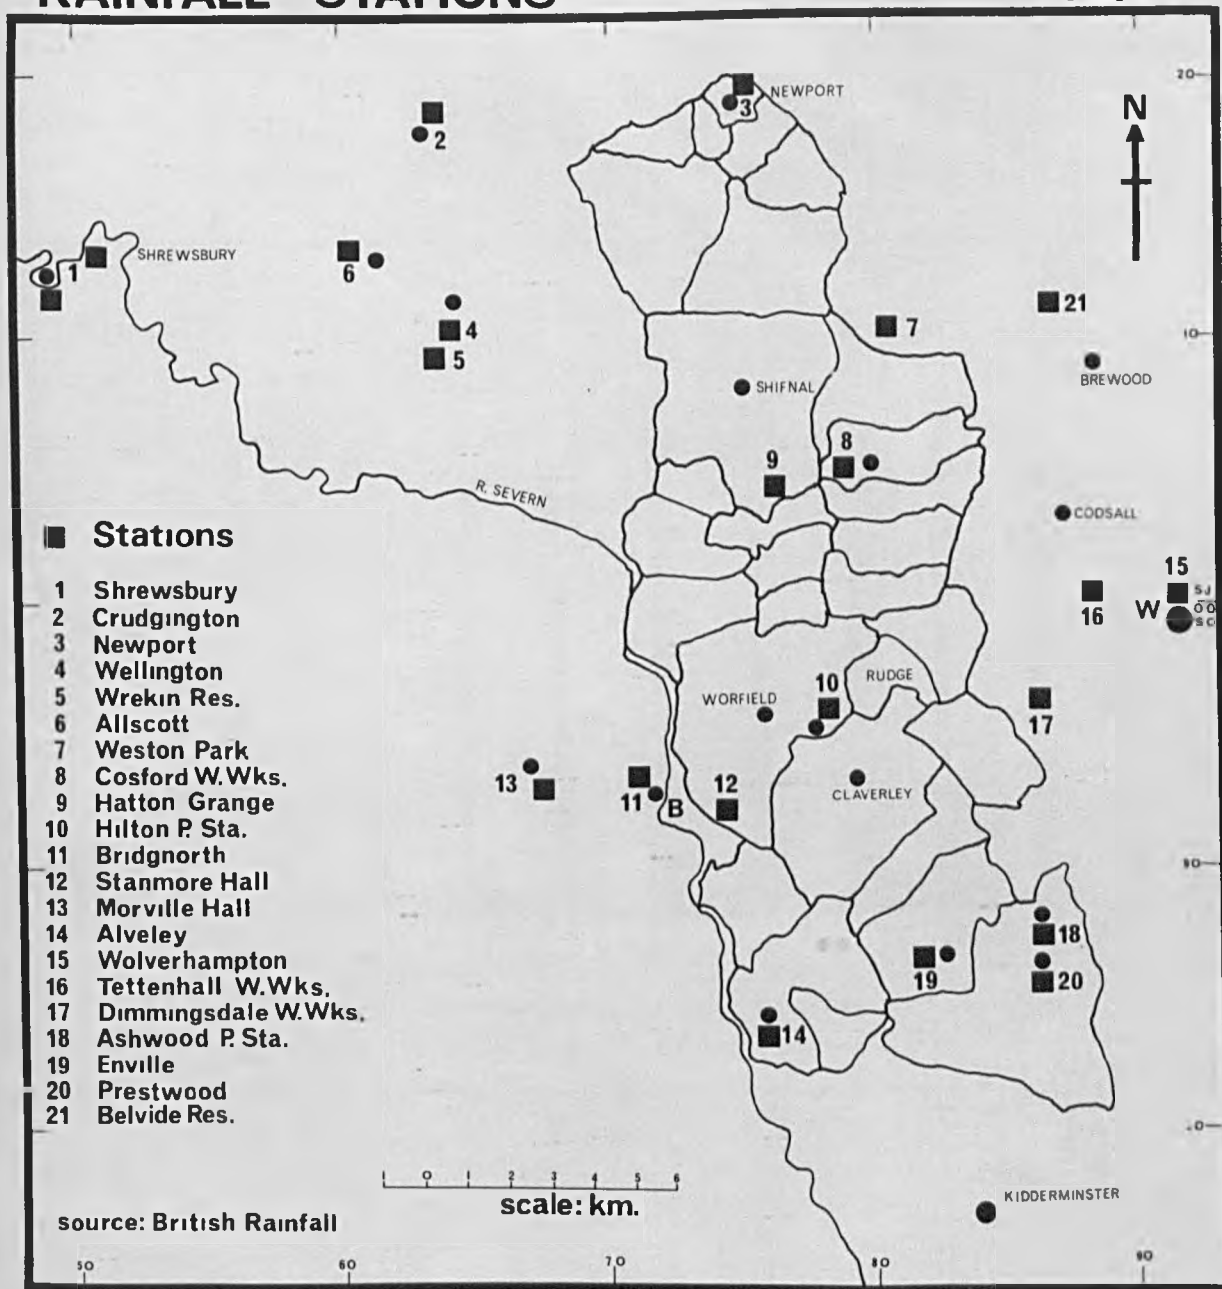 RAINFALL STATIONS
20
NEWPORT
3
2
N
SHREWSBURY
1
6
4
5
7
21
10
BREWOOD
SHIFNAL
8
9
R. SEVERN
CODSALL
15
SJ
OO
W
16
Stations
1 Shrewsbury
2 Crudgington
3 Newport
4 Wellington
5 Wrekin Res.
6 Allscott
7 Weston Park
8 Cosford W.Wks.
9 Hatton Grange
10 Hilton P. Sta.
11 Bridgnorth
12 Stanmore Hall
13 Morville Hall
14 Alveley
15 Wolverhampton
16 Tettenhall W.Wks.
17 Dimmingsdale W.Wks.
18 Ashwood P. Sta.
19 Enville
20 Prestwood
21 Belvide Res.
RUDGE
WORFIELD
10
17
13
11
B
12
CLAVERLEY
90
18
19
20
14
1 0 1 2 3 4 5 6
scale: km.
KIDDERMINSTER
source: British Rainfall
50 60 70 80 90